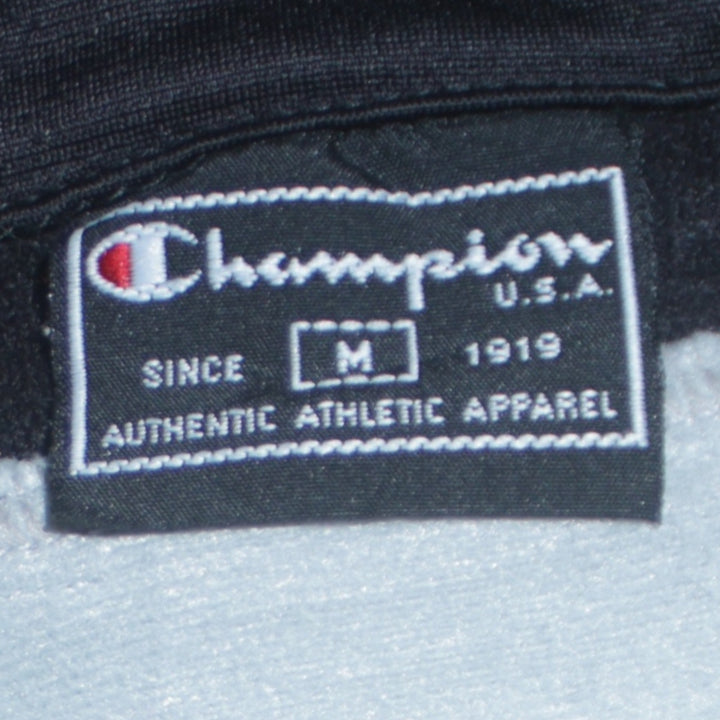 Champion
U.S.A.
SINCE M 1919
AUTHENTIC ATHLETIC APPAREL